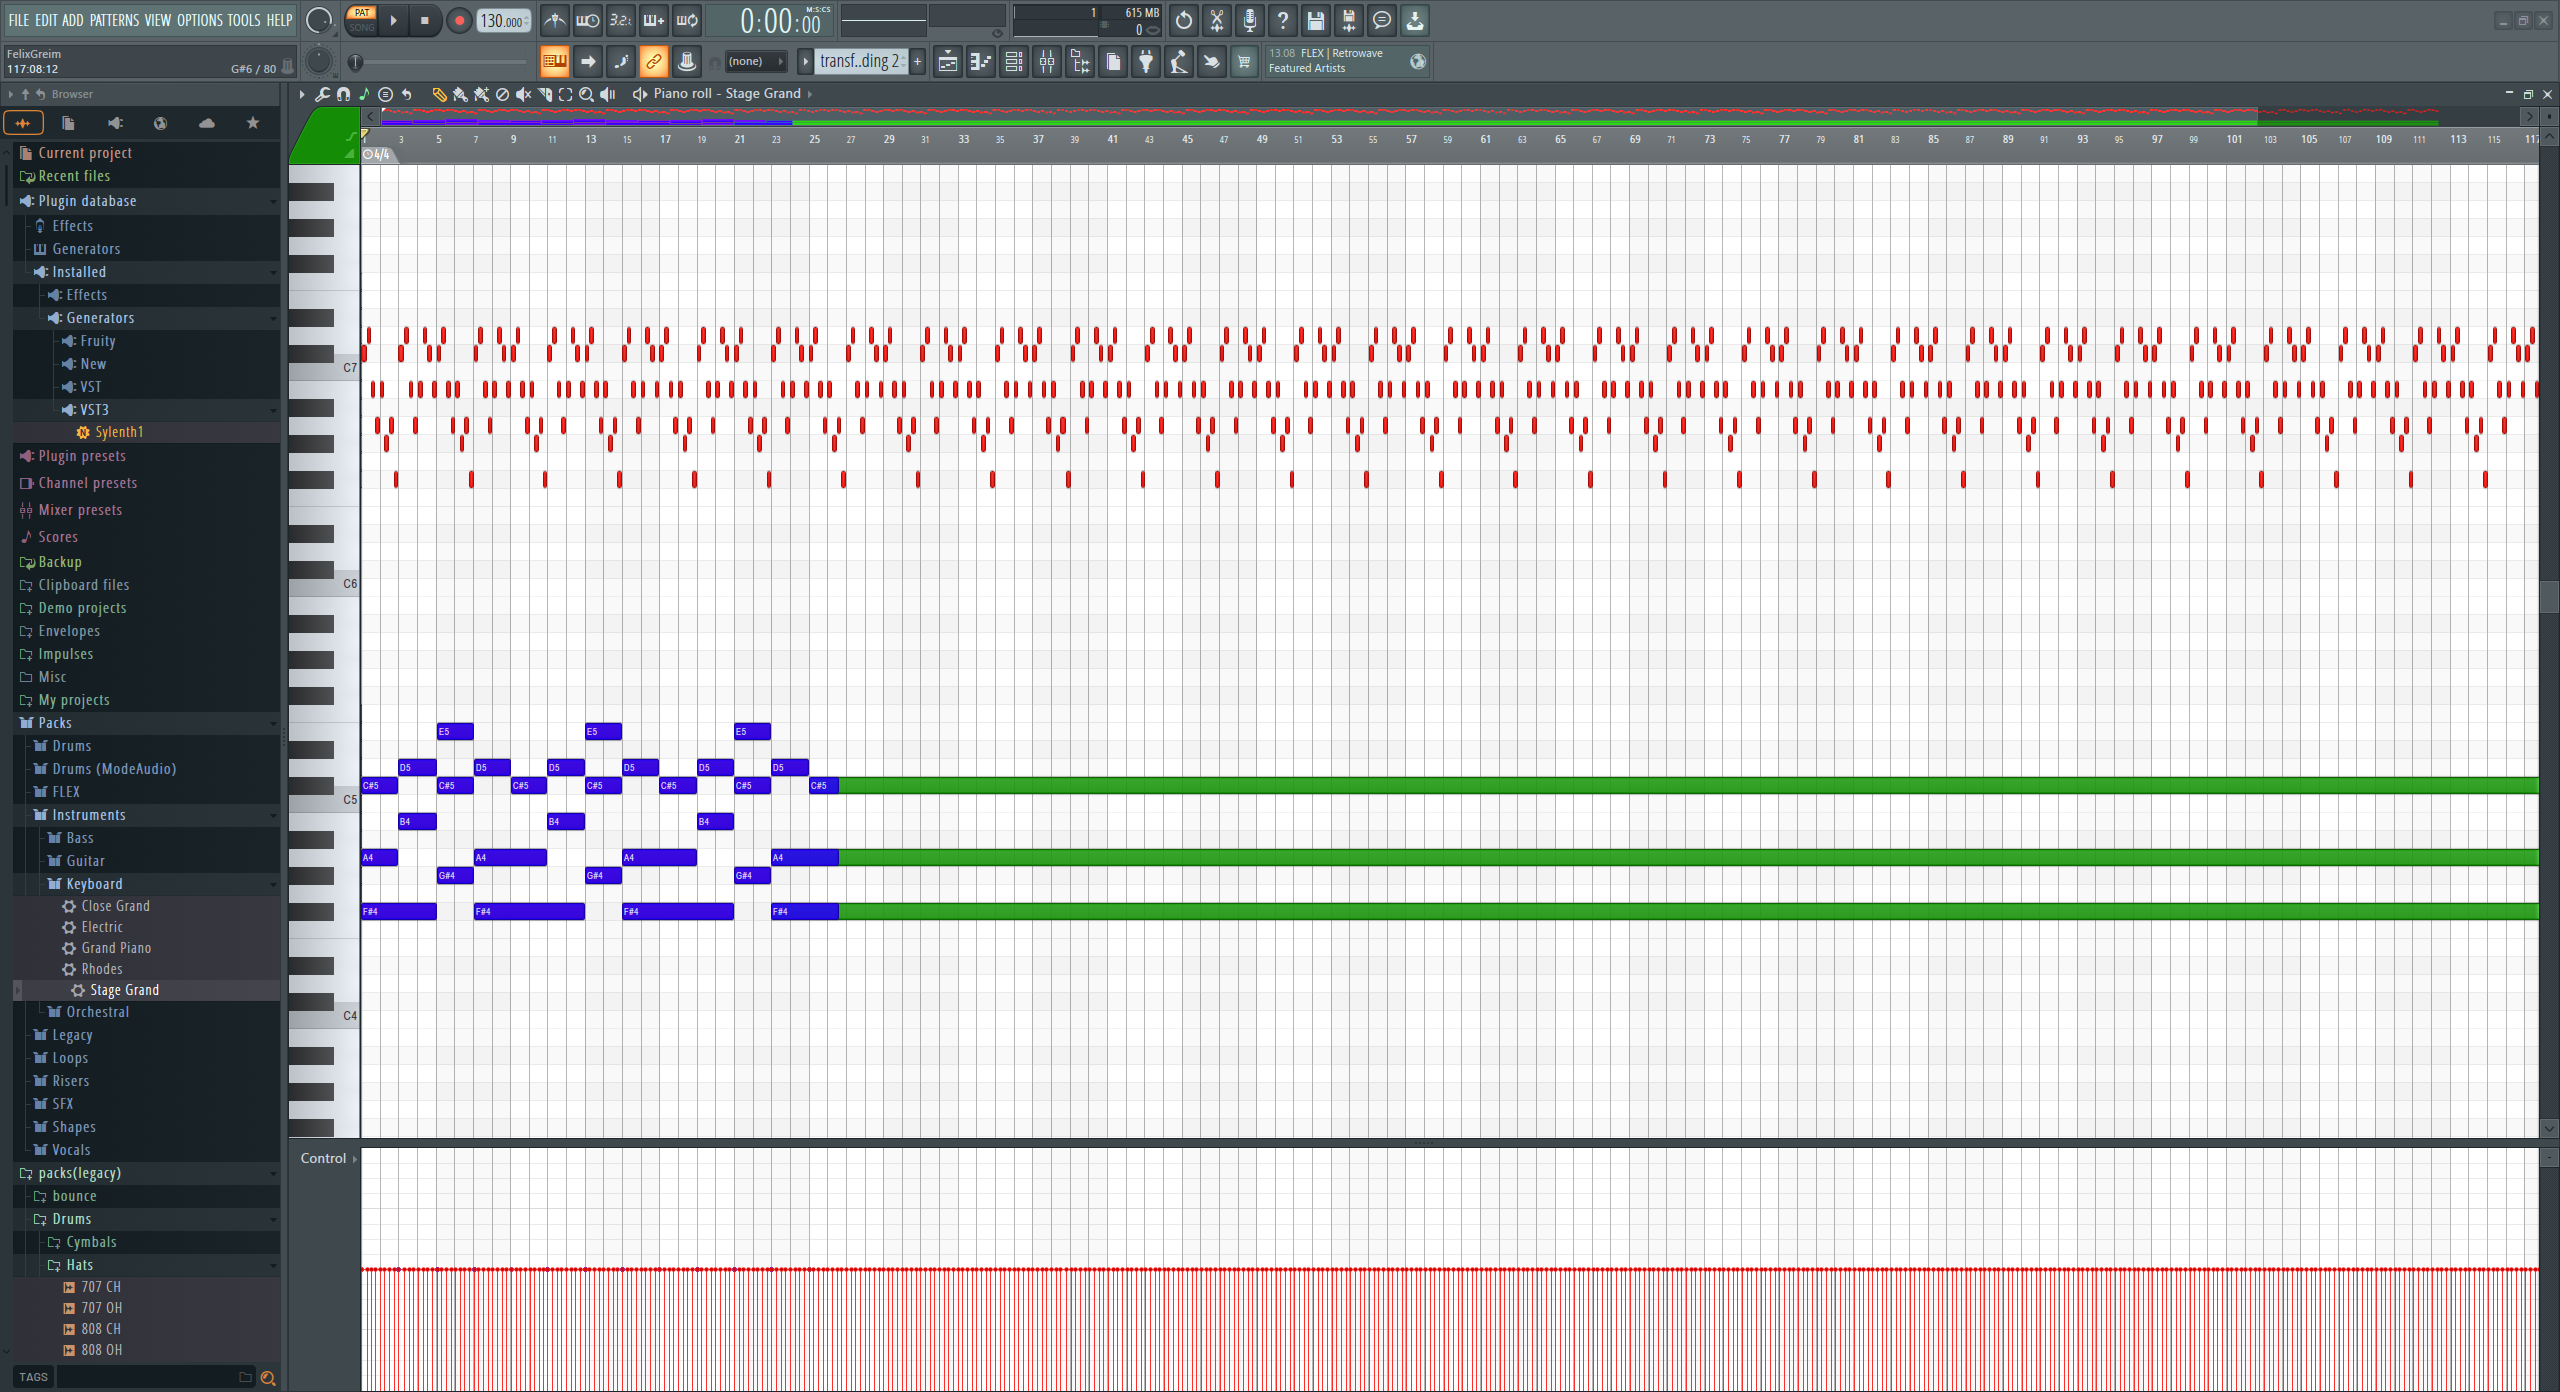 FILE EDIT ADD PATTERNS VIEW OPTIONS TOOLS HELP
PAT
SONG
130.000
3.2.
0:00:00
M:S:CS
1
615 MB
0
FelixGreim
117:08:12
G#6 / 80
(none)
transf..ding 2
13.08 FLEX | Retrowave
Featured Artists
Browser
Piano roll - Stage Grand
Current project
Recent files
Plugin database
Effects
Generators
Installed
Effects
Generators
Fruity
New
VST
VST3
Sylenth1
Plugin presets
Channel presets
Mixer presets
Scores
Backup
Clipboard files
Demo projects
Envelopes
Impulses
Misc
My projects
Packs
Drums
Drums (ModeAudio)
FLEX
Instruments
Bass
Guitar
Keyboard
Close Grand
Electric
Grand Piano
Rhodes
Stage Grand
Orchestral
Legacy
Loops
Risers
SFX
Shapes
Vocals
packs(legacy)
bounce
Drums
Cymbals
Hats
707 CH
707 OH
808 CH
808 OH
TAGS
1 3 5 7 9 11 13 15 17 19 21 23 25 27 29 31 33 35 37 39 41 43 45 47 49 51 53 55 57 59 61 63 65 67 69 71 73 75 77 79 81 83 85 87 89 91 93 95 97 99 101 103 105 107 109 111 113 115 117
4/4
C7
C6
E5 E5 E5
D5 D5 D5 D5 D5 D5
C#5 C#5 C#5 C#5 C#5 C#5 C#5
C5
B4 B4 B4
A4 A4 A4 A4
G#4 G#4 G#4
F#4 F#4 F#4 F#4
C4
Control